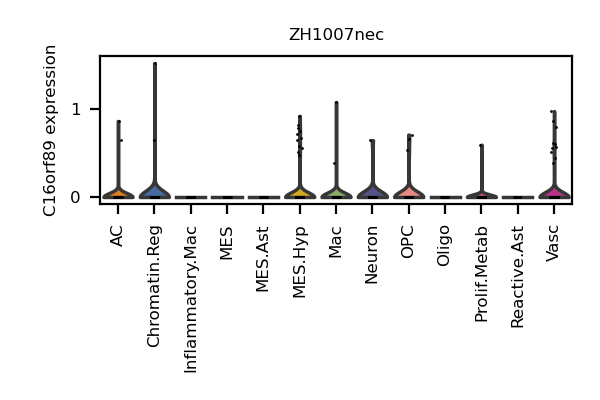 ZH1007nec
C16orf89 expression
1
0
AC
Chromatin.Reg
Inflammatory.Mac
MES
MES.Ast
MES.Hyp
Mac
Neuron
OPC
Oligo
Prolif.Metab
Reactive.Ast
Vasc